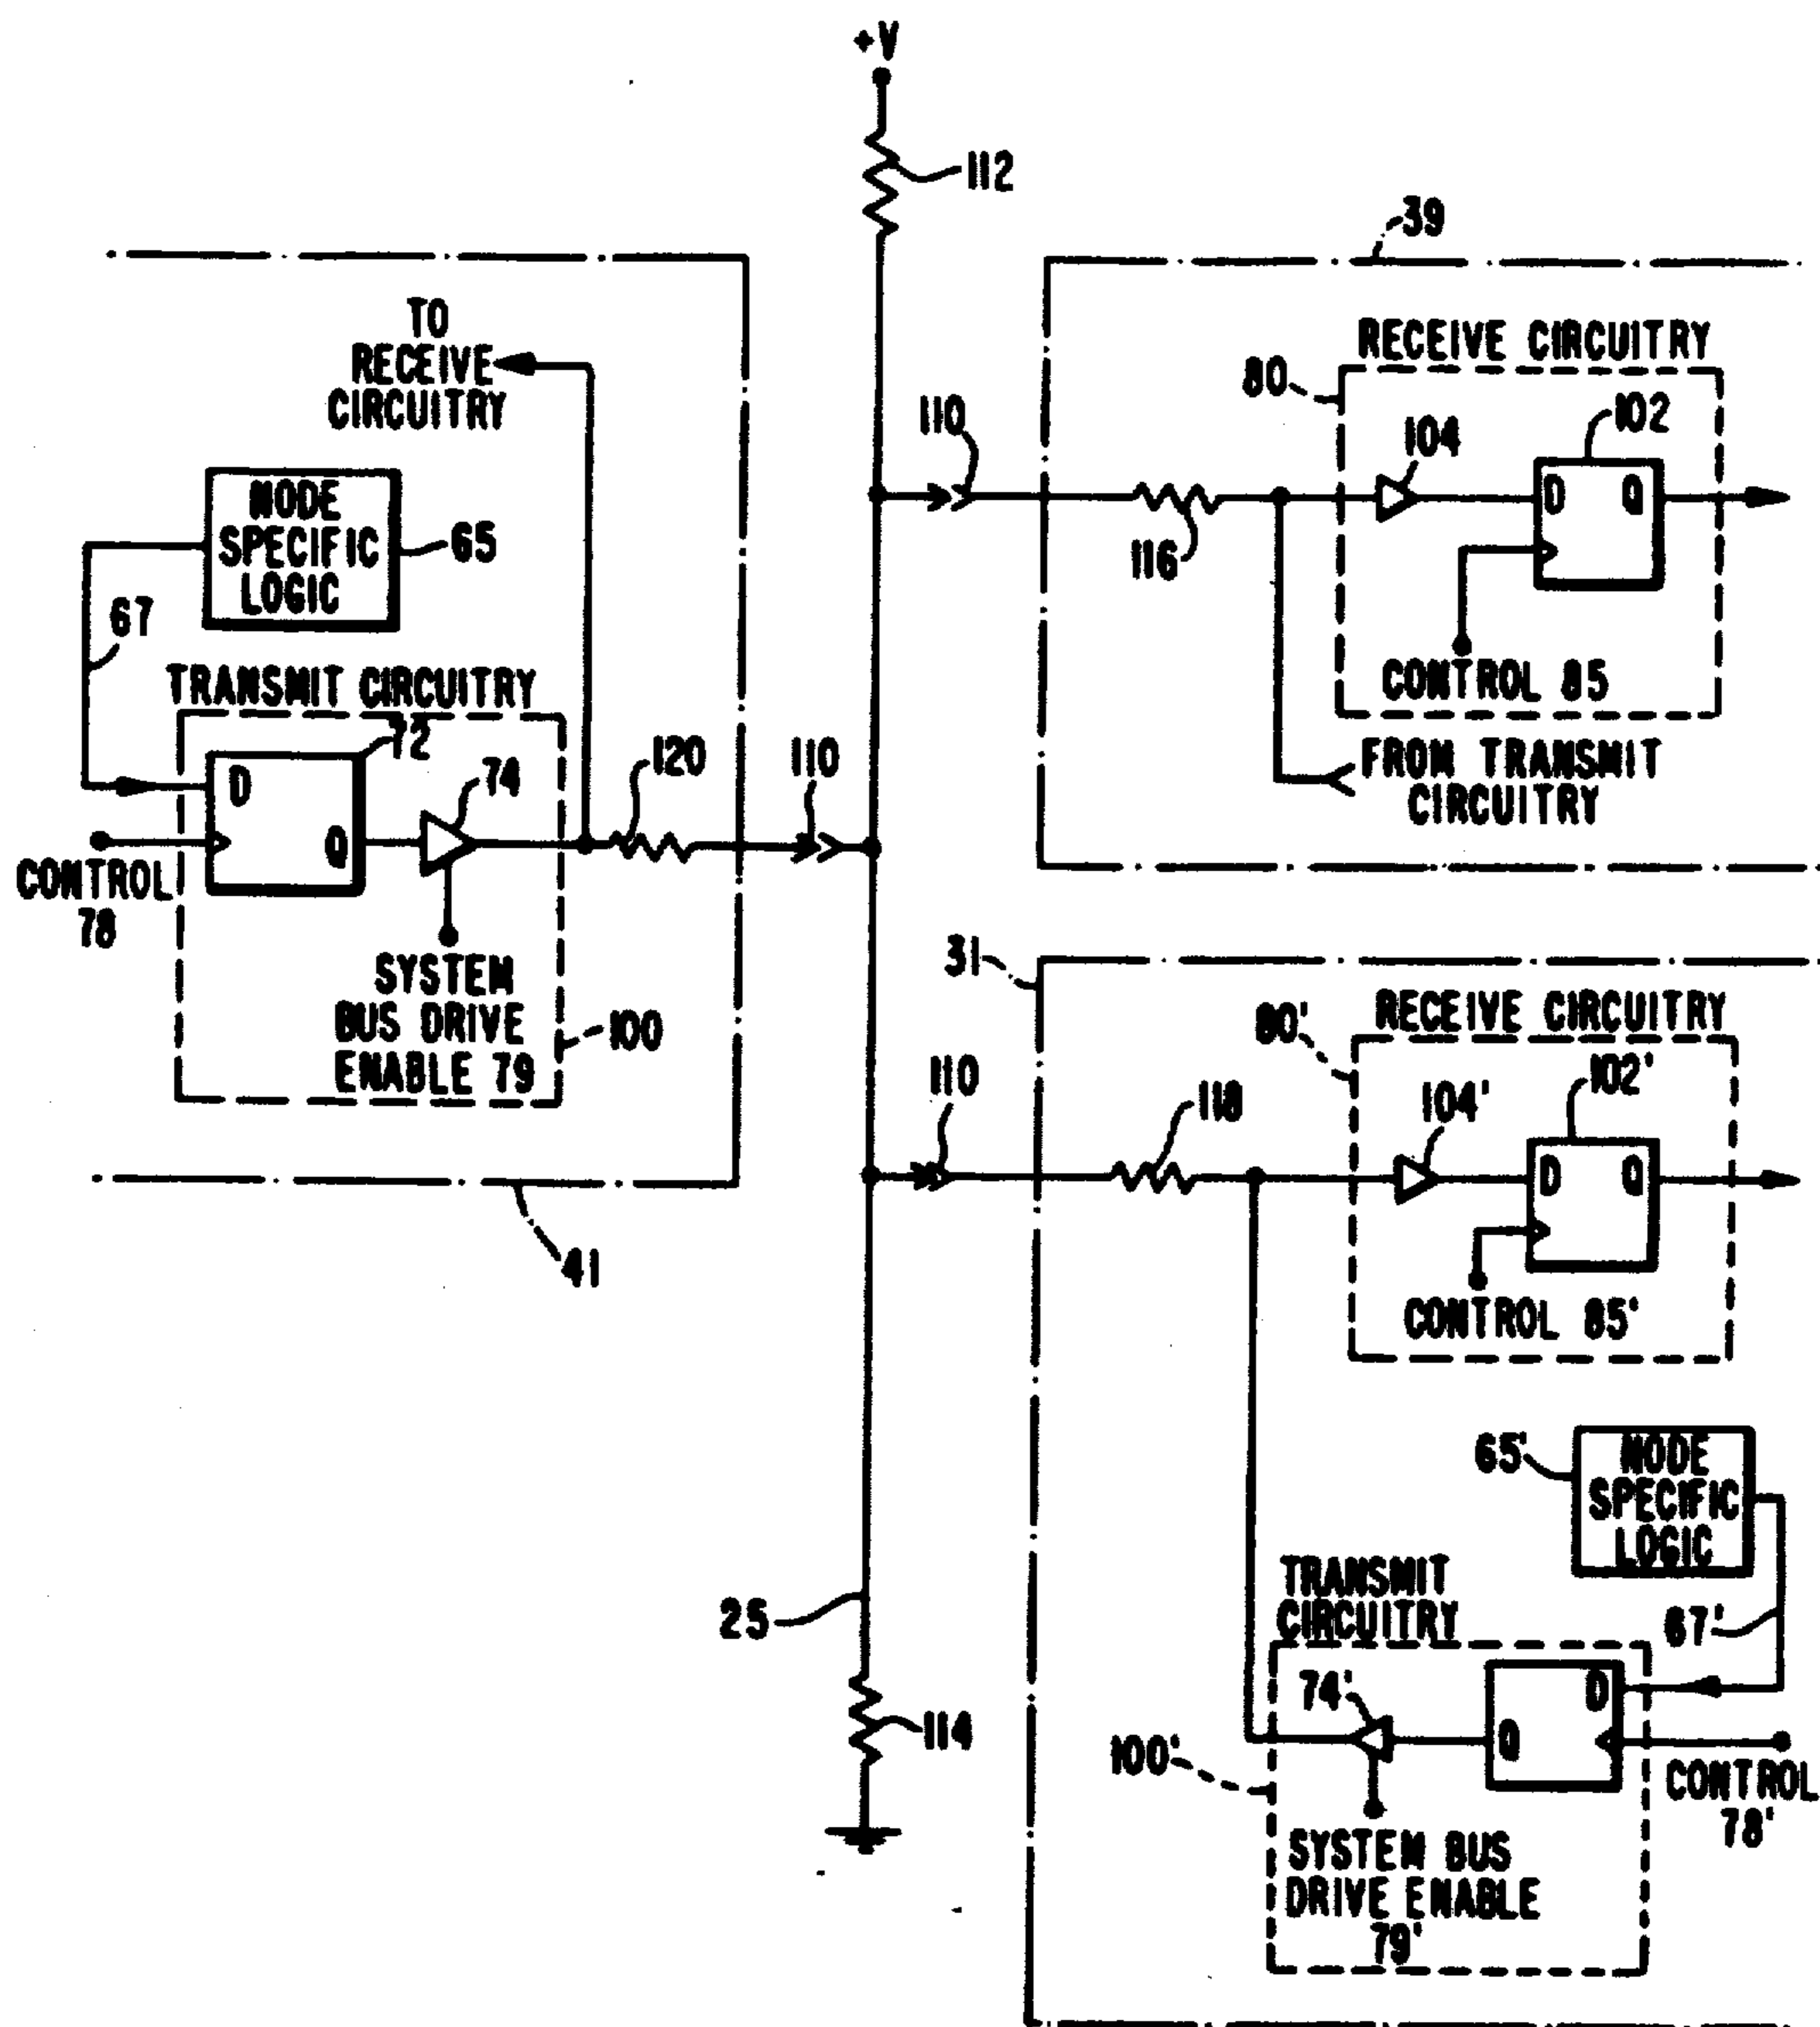 +V
112
39
TO
RECEIVE
CIRCUITRY
RECEIVE CIRCUITRY
80
102
110
104
D
Q
NODE
SPECIFIC
LOGIC
65
116
67
TRANSMIT CIRCUITRY
CONTROL 85
72
FROM TRANSMIT
CIRCUITRY
D
74
120
110
Q
CONTROL
78
SYSTEM
BUS DRIVE
ENABLE 79
100
31
RECEIVE CIRCUITRY
80'
102'
110
118
104'
D
Q
41
CONTROL 85'
65'
NODE
SPECIFIC
LOGIC
TRANSMIT
CIRCUITRY
25
67'
74'
D
114
Q
100'
CONTROL
78'
SYSTEM BUS
DRIVE ENABLE
79'